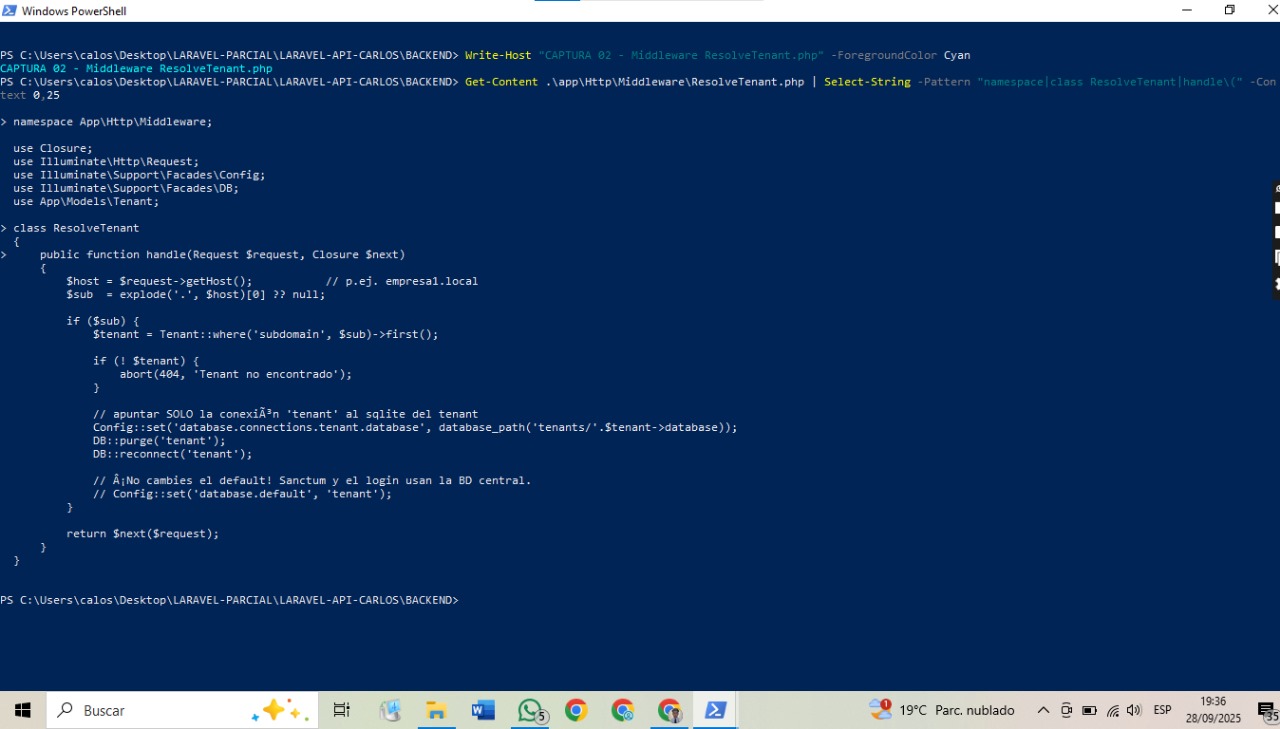 Windows PowerShell
PS C:\Users\calos\Desktop\LARAVEL-PARCIAL\LARAVEL-API-CARLOS\BACKEND> Write-Host "CAPTURA 02 - Middleware ResolveTenant.php" -ForegroundColor Cyan
CAPTURA 02 - Middleware ResolveTenant.php
PS C:\Users\calos\Desktop\LARAVEL-PARCIAL\LARAVEL-API-CARLOS\BACKEND> Get-Content .\app\Http\Middleware\ResolveTenant.php | Select-String -Pattern "namespace|class ResolveTenant|handle\(" -Con
text 0,25
> namespace App\Http\Middleware;
use Closure;
use Illuminate\Http\Request;
use Illuminate\Support\Facades\Config;
use Illuminate\Support\Facades\DB;
use App\Models\Tenant;
> class ResolveTenant
{
> public function handle(Request $request, Closure $next)
{
$host = $request->getHost(); // p.ej. empresa1.local
$sub = explode('.', $host)[0] ?? null;
if ($sub) {
$tenant = Tenant::where('subdomain', $sub)->first();
if (! $tenant) {
abort(404, 'Tenant no encontrado');
}
// apuntar SOLO la conexiÃ³n 'tenant' al sqlite del tenant
Config::set('database.connections.tenant.database', database_path('tenants/'.$tenant->database));
DB::purge('tenant');
DB::reconnect('tenant');
// Â¡No cambies el default! Sanctum y el login usan la BD central.
// Config::set('database.default', 'tenant');
}
return $next($request);
}
}
PS C:\Users\calos\Desktop\LARAVEL-PARCIAL\LARAVEL-API-CARLOS\BACKEND>
Buscar
5
1
19°C Parc. nublado
ESP
19:36
28/09/2025
35